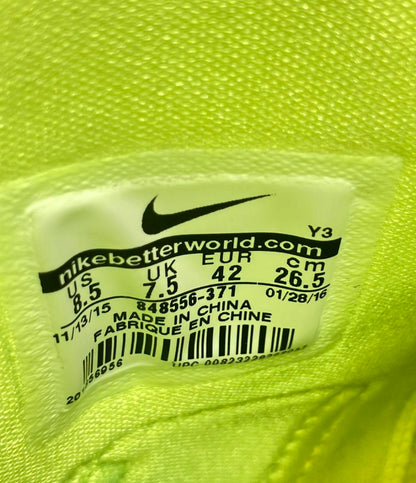 Y3
nikebetterworld.com
US UK EUR cm
8.5 7.5 42 26.5
848556-371
11/13/15 01/28/16
MADE IN CHINA
FABRIQUE EN CHINE
UPC